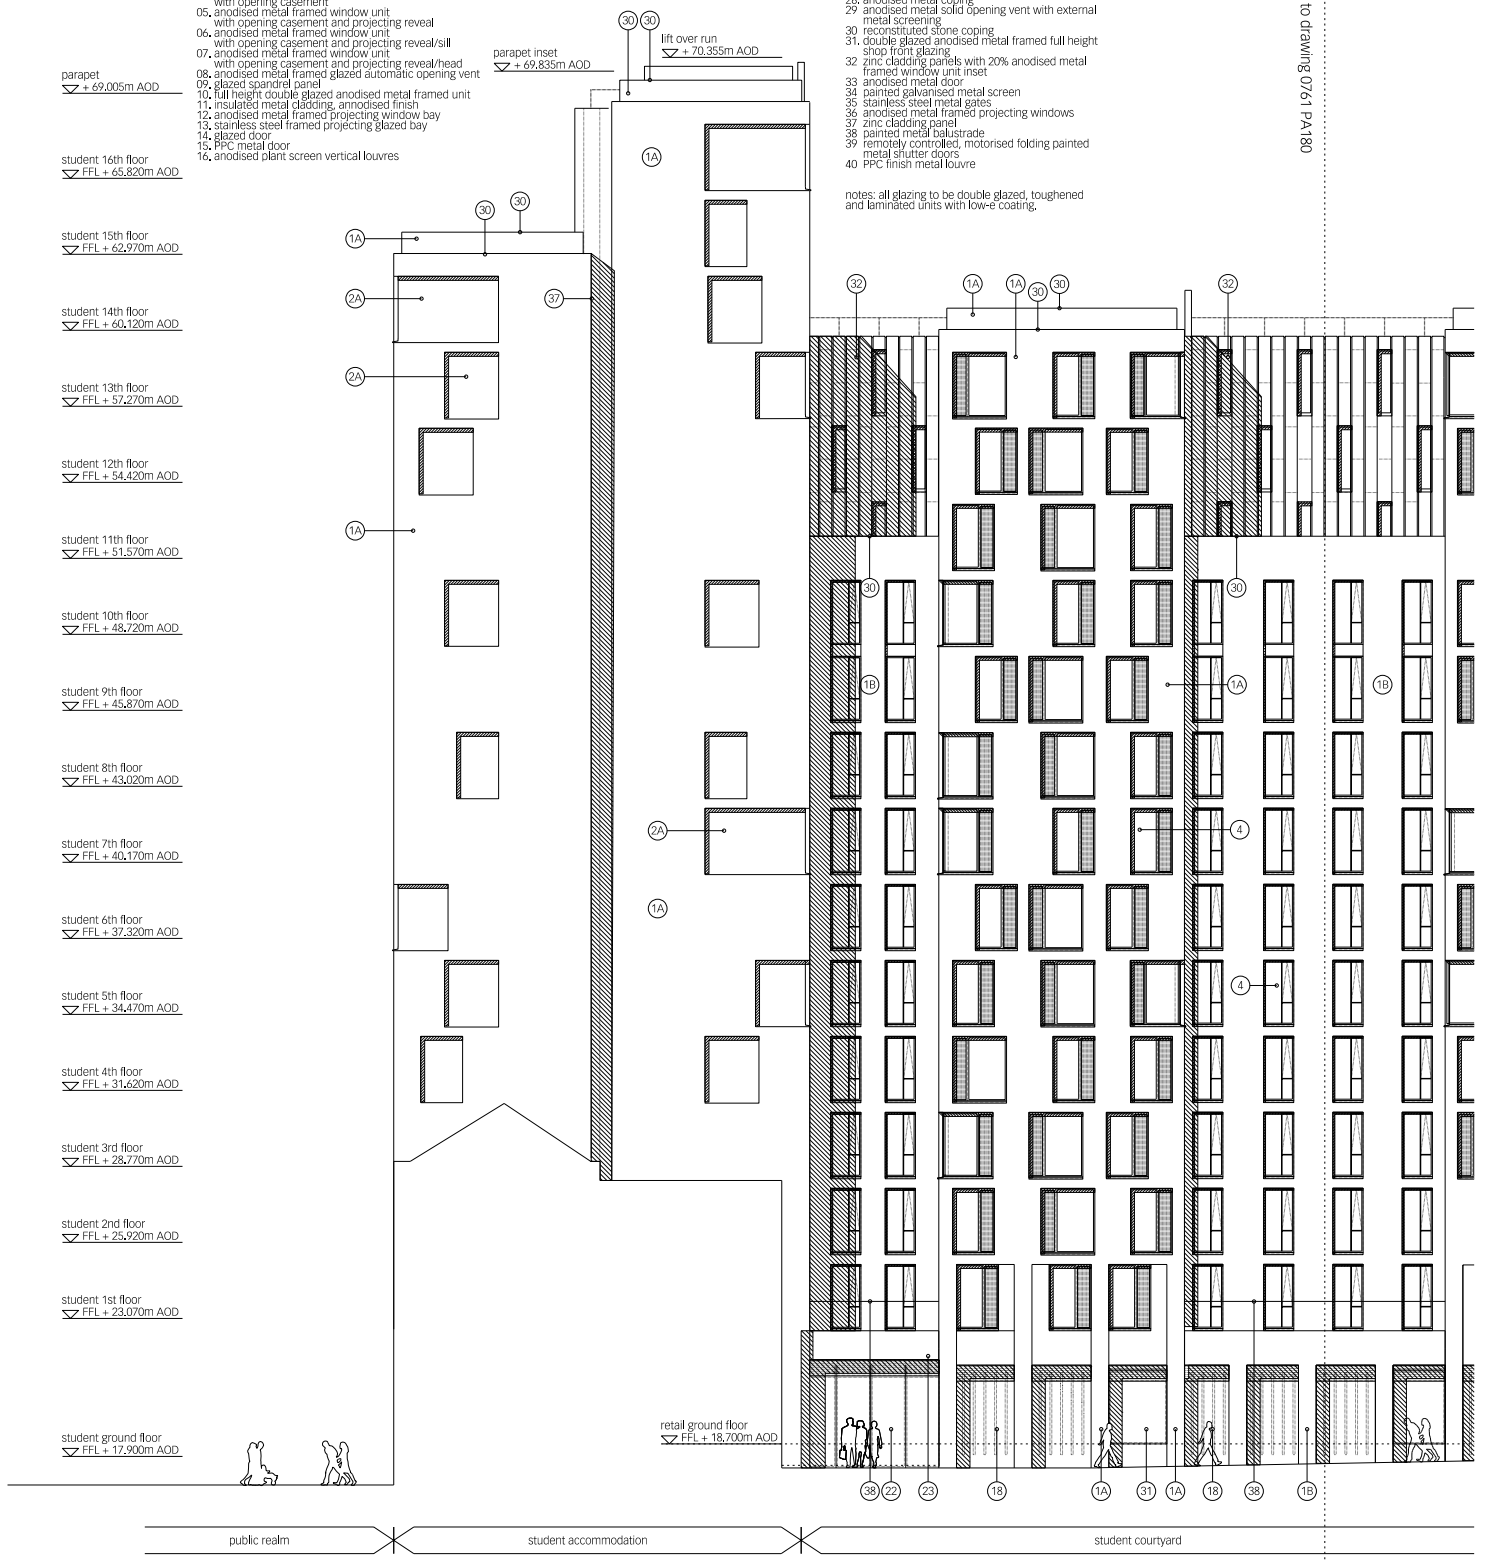 with opening casement
05. anodised metal framed window unit
with opening casement and projecting reveal
06. anodised metal framed window unit
with opening casement and projecting reveal/sill
07. anodised metal framed window unit
with opening casement and projecting reveal/head
08. anodised metal framed glazed automatic opening vent
09. glazed spandrel panel
10. full height double glazed anodised metal framed unit
11. insulated metal cladding, annodised finish
12. anodised metal framed projecting window bay
13. stainless steel framed projecting glazed bay
14. glazed door
15. PPC metal door
16. anodised plant screen vertical louvres
28. anodised metal coping
29 anodised metal solid opening vent with external
metal screening
30 reconstituted stone coping
31. double glazed anodised metal framed full height
shop front glazing
32 zinc cladding panels with 20% anodised metal
framed window unit inset
33 anodised metal door
34 painted galvanised metal screen
35 stainless steel metal gates
36 anodised metal framed projecting windows
37 zinc cladding panel
38 painted metal balustrade
39 remotely controlled, motorised folding painted
metal shutter doors
40 PPC finish metal louvre
notes: all glazing to be double glazed, toughened
and laminated units with low-e coating.
to drawing 0761 PA180
parapet inset
+ 69.835m AOD
lift over run
+ 70.355m AOD
parapet
+ 69.005m AOD
student 16th floor
FFL + 65.820m AOD
student 15th floor
FFL + 62.970m AOD
student 14th floor
FFL + 60.120m AOD
student 13th floor
FFL + 57.270m AOD
student 12th floor
FFL + 54.420m AOD
student 11th floor
FFL + 51.570m AOD
student 10th floor
FFL + 48.720m AOD
student 9th floor
FFL + 45.870m AOD
student 8th floor
FFL + 43.020m AOD
student 7th floor
FFL + 40.170m AOD
student 6th floor
FFL + 37.320m AOD
student 5th floor
FFL + 34.470m AOD
student 4th floor
FFL + 31.620m AOD
student 3rd floor
FFL + 28.770m AOD
student 2nd floor
FFL + 25.920m AOD
student 1st floor
FFL + 23.070m AOD
student ground floor
FFL + 17.900m AOD
retail ground floor
FFL + 18.700m AOD
30 30
1A
30 30
1A
2A 37
32 1A 1A 30 30 32
2A
1A
30 30
1B 1A 1B
2A 4
1A
4
38 22 23 18 1A 31 1A 18 38 1B
public realm
student accommodation
student courtyard